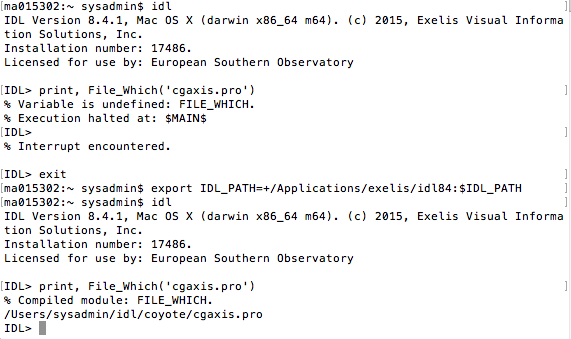 [ma015302:~ sysadmin$ idl ]
IDL Version 8.4.1, Mac OS X (darwin x86_64 m64). (c) 2015, Exelis Visual Informa
tion Solutions, Inc.
Installation number: 17486.
Licensed for use by: European Southern Observatory
[IDL> print, File_Which('cgaxis.pro') ]
% Variable is undefined: FILE_WHICH.
% Execution halted at: $MAIN$
[IDL> ]
% Interrupt encountered.
[IDL> exit ]
[ma015302:~ sysadmin$ export IDL_PATH=+/Applications/exelis/idl84:$IDL_PATH ]
[ma015302:~ sysadmin$ idl ]
IDL Version 8.4.1, Mac OS X (darwin x86_64 m64). (c) 2015, Exelis Visual Informa
tion Solutions, Inc.
Installation number: 17486.
Licensed for use by: European Southern Observatory
[IDL> print, File_Which('cgaxis.pro') ]
% Compiled module: FILE_WHICH.
/Users/sysadmin/idl/coyote/cgaxis.pro
IDL>